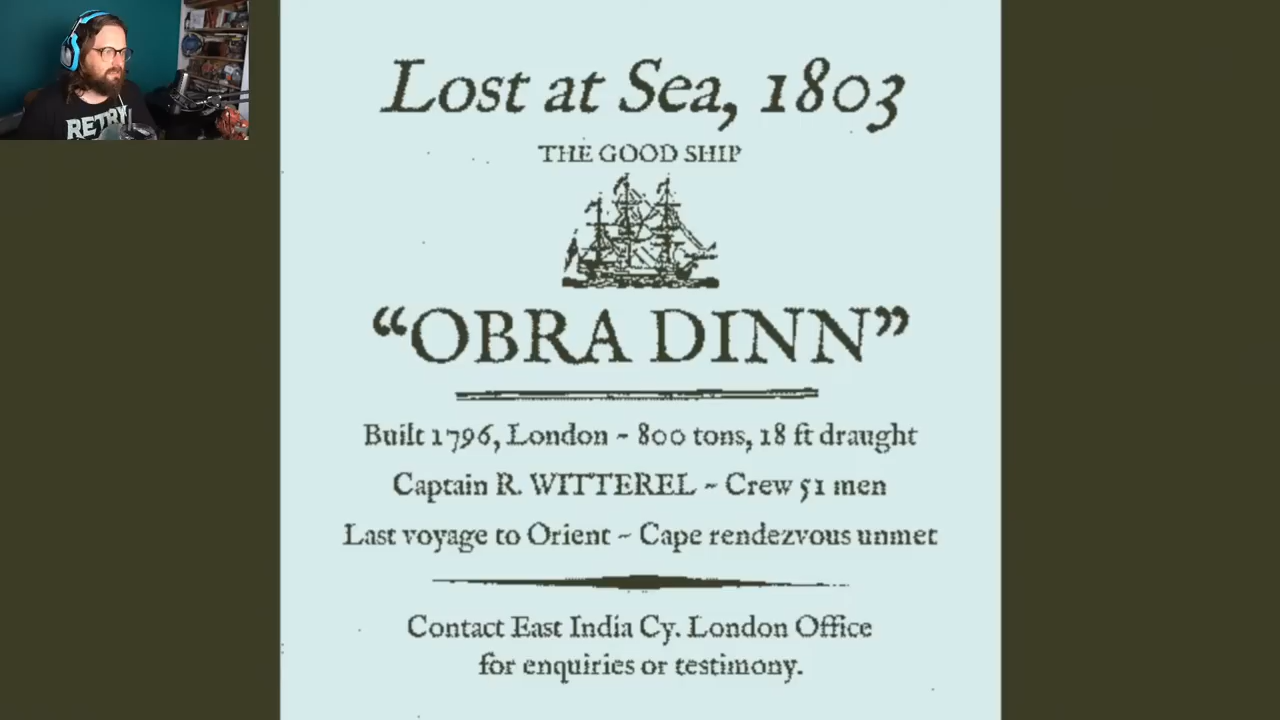 RETRY
Lost at Sea, 1803
THE GOOD SHIP
“OBRA DINN”
Built 1796, London ~ 800 tons, 18 ft draught
Captain R. WITTEREL ~ Crew 51 men
Last voyage to Orient ~ Cape rendezvous unmet
Contact East India Cy. London Office
for enquiries or testimony.